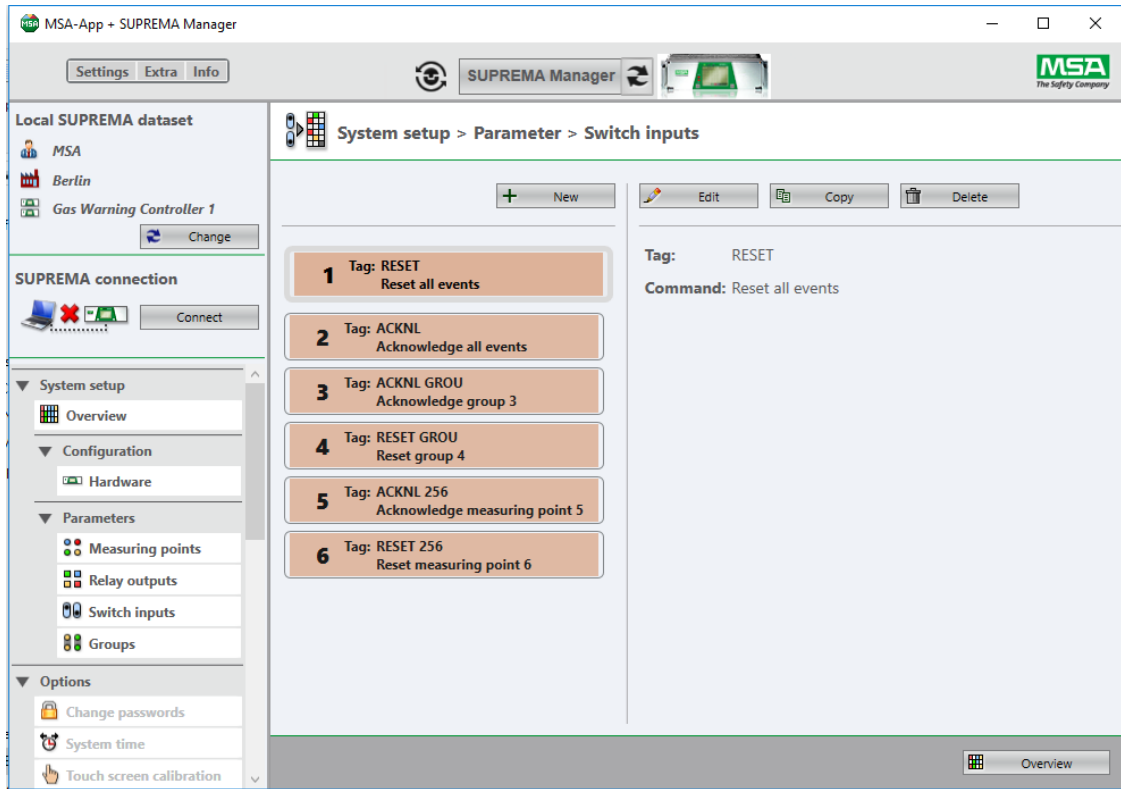 MSA-App + SUPREMA Manager
Settings Extra Info
SUPREMA Manager
MSA
The Safety Company
Local SUPREMA dataset
MSA
Berlin
Gas Warning Controller 1
Change
SUPREMA connection
Connect
System setup
Overview
Configuration
Hardware
Parameters
Measuring points
Relay outputs
Switch inputs
Groups
Options
Change passwords
System time
Touch screen calibration
System setup > Parameter > Switch inputs
New
Edit
Copy
Delete
1 Tag: RESET
Reset all events
2 Tag: ACKNL
Acknowledge all events
3 Tag: ACKNL GROU
Acknowledge group 3
4 Tag: RESET GROU
Reset group 4
5 Tag: ACKNL 256
Acknowledge measuring point 5
6 Tag: RESET 256
Reset measuring point 6
Tag: RESET
Command: Reset all events
Overview